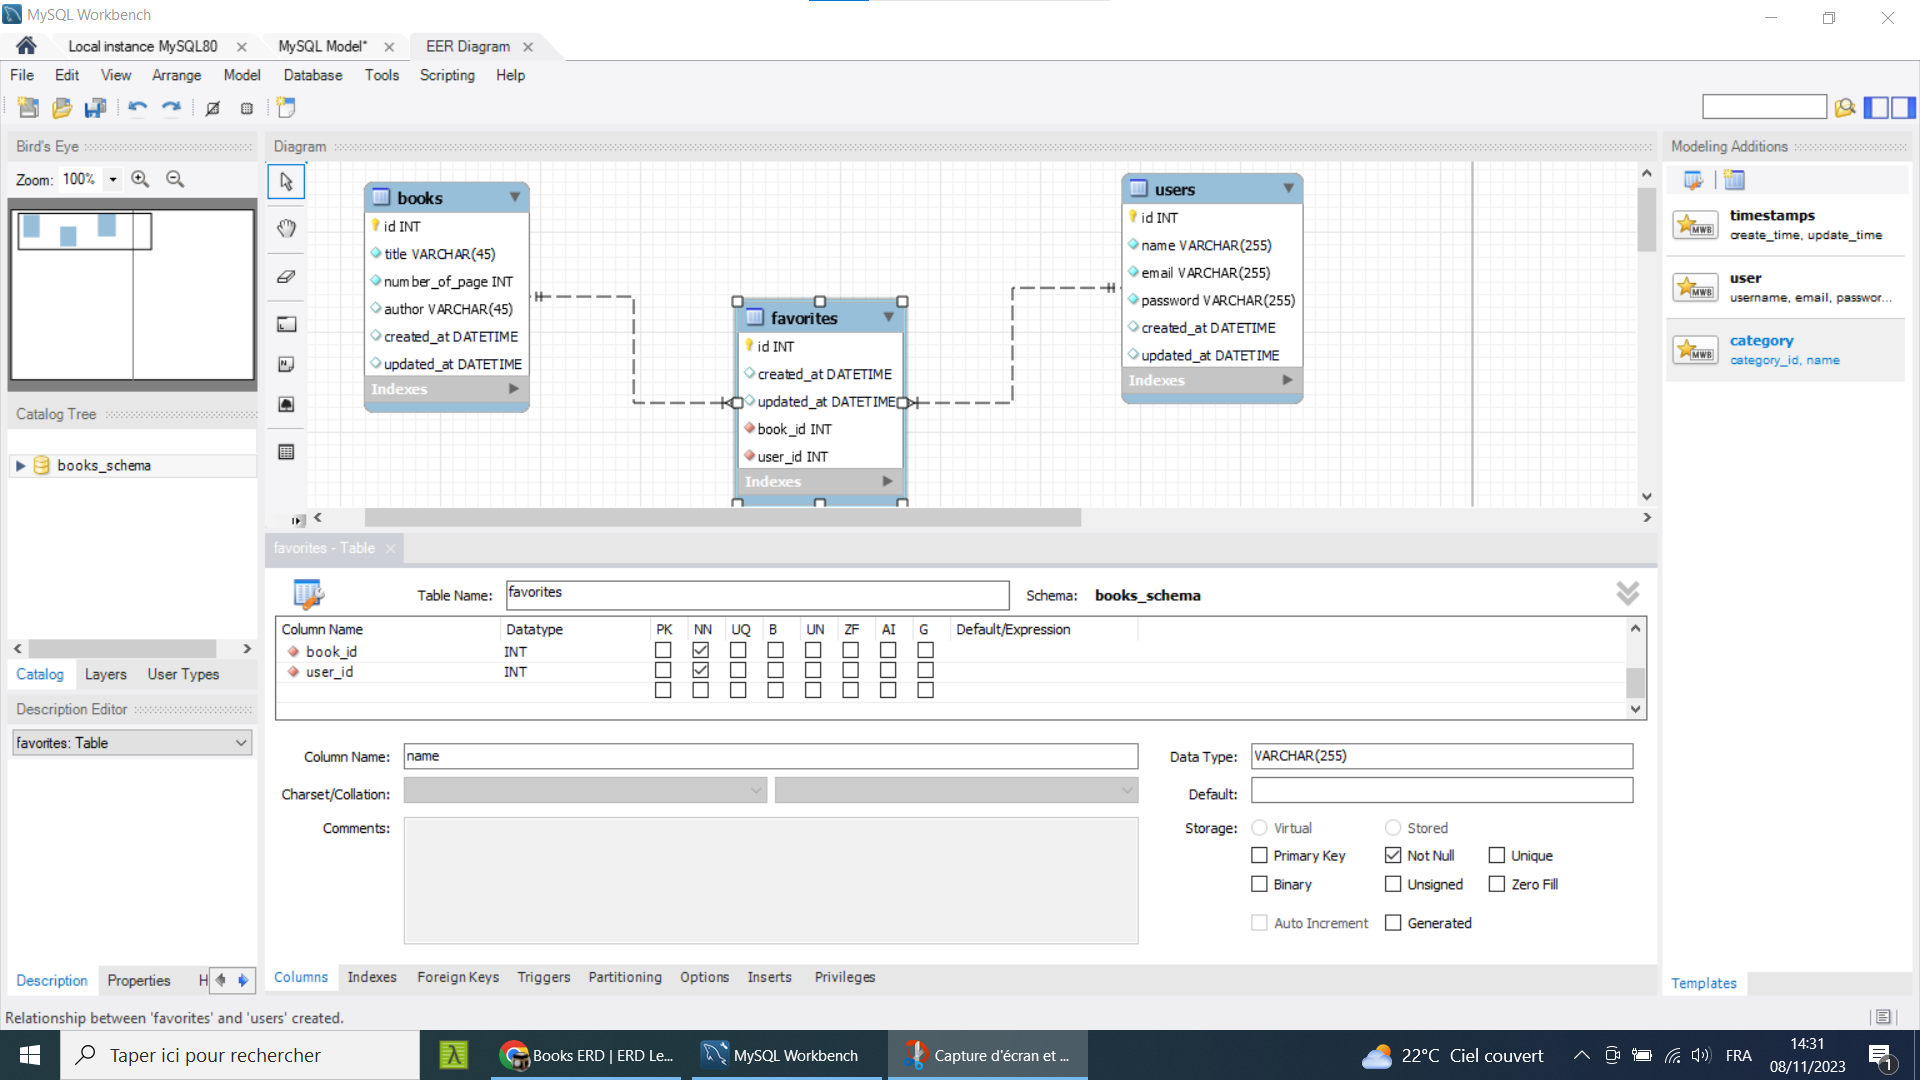 MySQL Workbench
Local instance MySQL80
MySQL Model*
EER Diagram
File Edit View Arrange Model Database Tools Scripting Help
Bird's Eye
Zoom: 100%
Diagram
books
id INT
title VARCHAR(45)
number_of_page INT
author VARCHAR(45)
created_at DATETIME
updated_at DATETIME
Indexes
favorites
id INT
created_at DATETIME
updated_at DATETIME
book_id INT
user_id INT
Indexes
users
id INT
name VARCHAR(255)
email VARCHAR(255)
password VARCHAR(255)
created_at DATETIME
updated_at DATETIME
Indexes
Modeling Additions
timestamps
create_time, update_time
user
username, email, passwor...
category
category_id, name
Templates
Catalog Tree
books_schema
Catalog Layers User Types
Description Editor
favorites: Table
Description Properties H
favorites - Table
Table Name: favorites Schema: books_schema
Column Name Datatype PK NN UQ B UN ZF AI G Default/Expression
book_id INT
user_id INT
Column Name: name Data Type: VARCHAR(255)
Charset/Collation: Default:
Comments: Storage: Virtual Stored
Primary Key Not Null Unique
Binary Unsigned Zero Fill
Auto Increment Generated
Columns Indexes Foreign Keys Triggers Partitioning Options Inserts Privileges
Relationship between 'favorites' and 'users' created.
Taper ici pour rechercher
Books ERD | ERD Le...
MySQL Workbench
Capture d'écran et ...
22°C Ciel couvert
FRA
14:31
08/11/2023
1